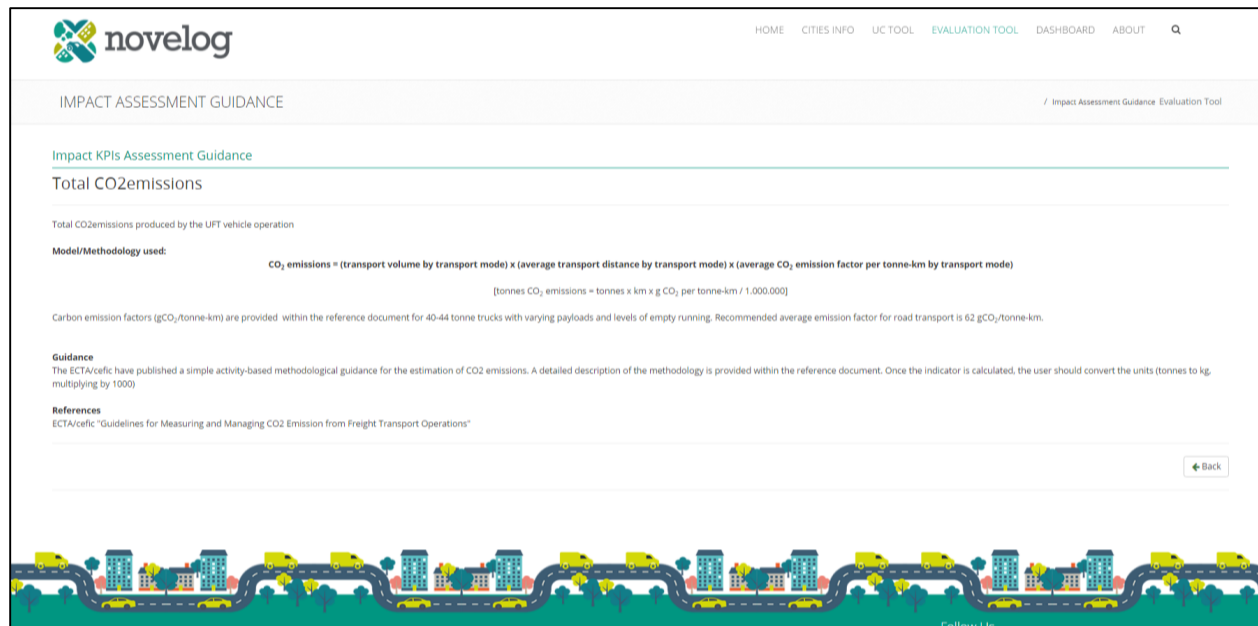 novelog
HOME CITIES INFO UC TOOL EVALUATION TOOL DASHBOARD ABOUT
IMPACT ASSESSMENT GUIDANCE
/ Impact Assessment Guidance Evaluation Tool
Impact KPIs Assessment Guidance
Total CO2emissions
Total CO2emissions produced by the UFT vehicle operation
Model/Methodology used:
CO₂ emissions = (transport volume by transport mode) x (average transport distance by transport mode) x (average CO₂ emission factor per tonne-km by transport mode)
[tonnes CO₂ emissions = tonnes x km x g CO₂ per tonne-km / 1.000.000]
Carbon emission factors (gCO₂/tonne-km) are provided within the reference document for 40-44 tonne trucks with varying payloads and levels of empty running. Recommended average emission factor for road transport is 62 gCO₂/tonne-km.
Guidance
The ECTA/cefic have published a simple activity-based methodological guidance for the estimation of CO2 emissions. A detailed description of the methodology is provided within the reference document. Once the indicator is calculated, the user should convert the units (tonnes to kg,
multiplying by 1000)
References
ECTA/cefic "Guidelines for Measuring and Managing CO2 Emission from Freight Transport Operations"
Back
Follow Us